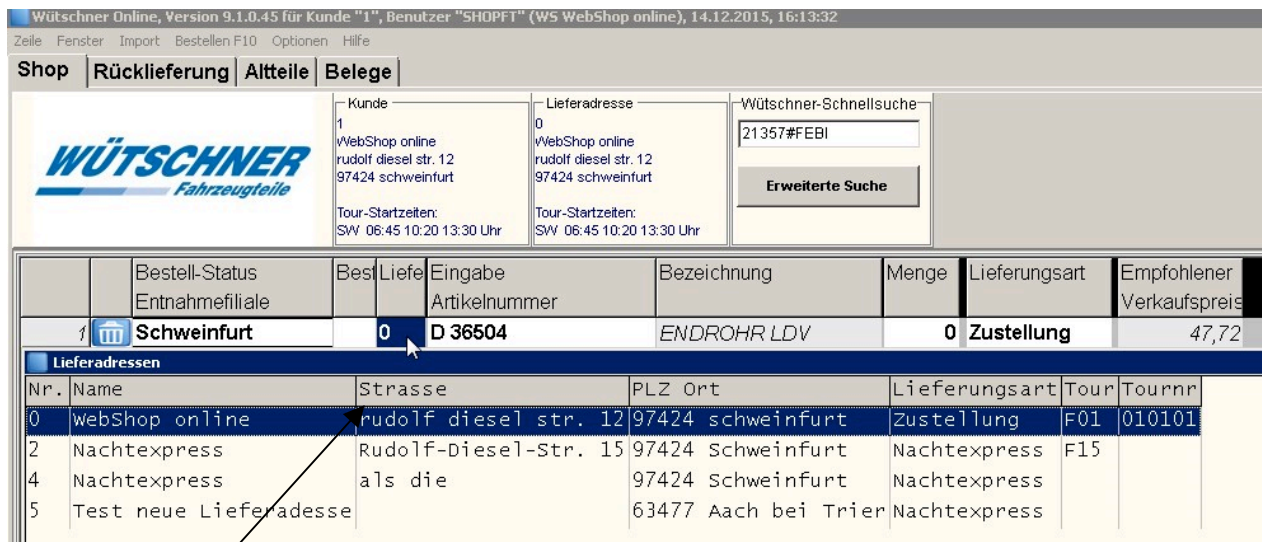 Wütschner Online, Version 9.1.0.45 für Kunde "1", Benutzer "SHOPFT" (WS WebShop online), 14.12.2015, 16:13:32
Zeile Fenster Import Bestellen F10 Optionen Hilfe
Shop Rücklieferung Altteile Belege
WÜTSCHNER
Fahrzeugteile
Kunde
1
WebShop online
rudolf diesel str. 12
97424 schweinfurt
Tour-Startzeiten:
SW 06:45 10:20 13:30 Uhr
Lieferadresse
0
WebShop online
rudolf diesel str. 12
97424 schweinfurt
Tour-Startzeiten:
SW 06:45 10:20 13:30 Uhr
Wütschner-Schnellsuche
21357#FEBI
Erweiterte Suche
Bestell-Status Best Liefe Eingabe Bezeichnung Menge Lieferungsart Empfohlener
Entnahmefiliale Artikelnummer Verkaufspreis
1 Schweinfurt 0 D 36504 ENDROHR LDV 0 Zustellung 47,72
Lieferadressen
Nr. Name Strasse PLZ Ort Lieferungsart Tour Tournr
0 WebShop online rudolf diesel str. 12 97424 schweinfurt Zustellung F01 010101
2 Nachtexpress Rudolf-Diesel-Str. 15 97424 Schweinfurt Nachtexpress F15
4 Nachtexpress als die 97424 Schweinfurt Nachtexpress
5 Test neue Lieferadesse 63477 Aach bei Trier Nachtexpress